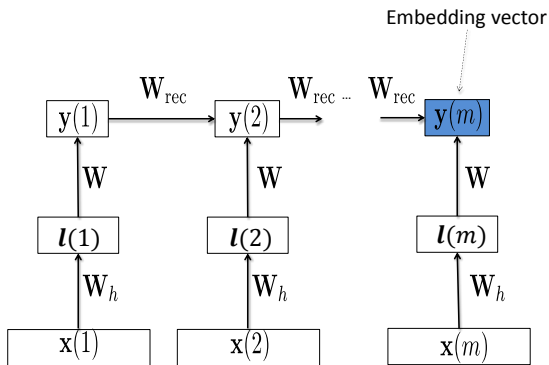 Embedding vector
W_rec W_rec ... W_rec
y(1) y(2) y(m)
W W W
l(1) l(2) l(m)
W_h W_h W_h
x(1) x(2) x(m)